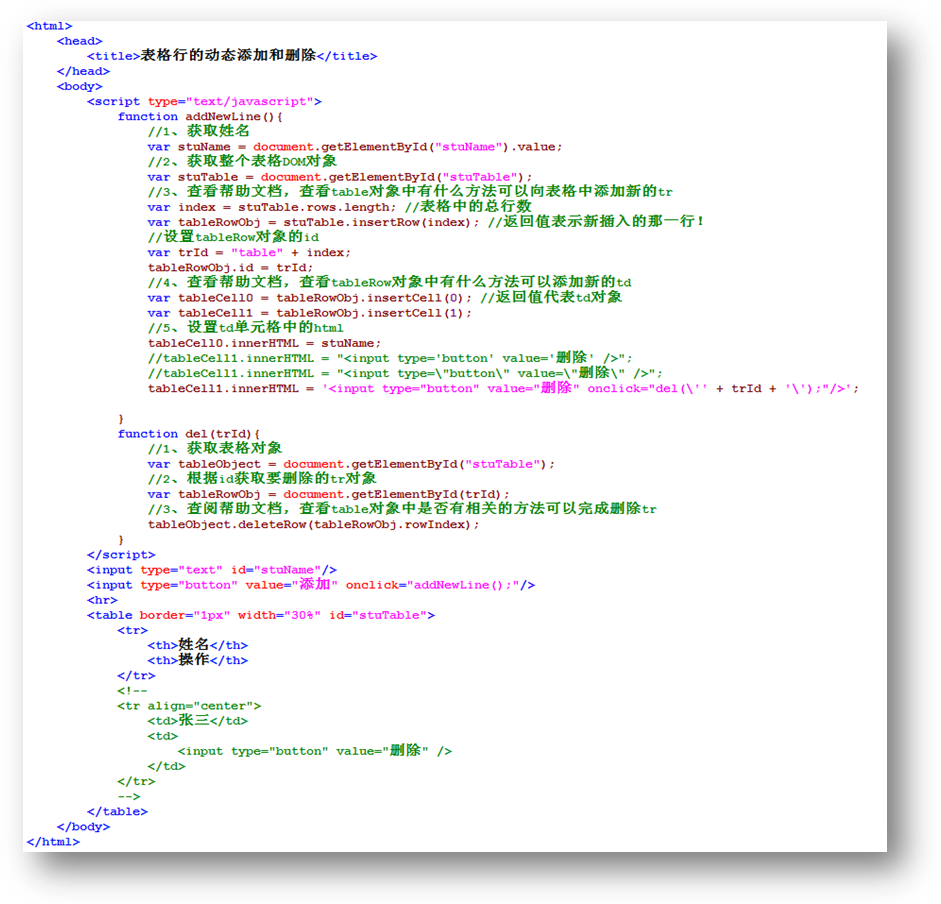 <html>
<head>
<title>表格行的动态添加和删除</title>
</head>
<body>
<script type="text/javascript">
function addNewLine(){
//1、获取姓名
var stuName = document.getElementById("stuName").value;
//2、获取整个表格DOM对象
var stuTable = document.getElementById("stuTable");
//3、查看帮助文档，查看table对象中有什么方法可以向表格中添加新的tr
var index = stuTable.rows.length; //表格中的总行数
var tableRowObj = stuTable.insertRow(index); //返回值表示新插入的那一行！
//设置tableRow对象的id
var trId = "table" + index;
tableRowObj.id = trId;
//4、查看帮助文档，查看tableRow对象中有什么方法可以添加新的td
var tableCell0 = tableRowObj.insertCell(0); //返回值代表td对象
var tableCell1 = tableRowObj.insertCell(1);
//5、设置td单元格中的html
tableCell0.innerHTML = stuName;
//tableCell1.innerHTML = "<input type='button' value='删除' />";
//tableCell1.innerHTML = "<input type=\"button\" value=\"删除\" />";
tableCell1.innerHTML = '<input type="button" value="删除" onclick="del(\'' + trId + '\');"/>';
}
function del(trId){
//1、获取表格对象
var tableObject = document.getElementById("stuTable");
//2、根据id获取要删除的tr对象
var tableRowObj = document.getElementById(trId);
//3、查阅帮助文档，查看table对象中是否有相关的方法可以完成删除tr
tableObject.deleteRow(tableRowObj.rowIndex);
}
</script>
<input type="text" id="stuName"/>
<input type="button" value="添加" onclick="addNewLine();"/>
<hr>
<table border="1px" width="30%" id="stuTable">
<tr>
<th>姓名</th>
<th>操作</th>
</tr>
<!--
<tr align="center">
<td>张三</td>
<td>
<input type="button" value="删除" />
</td>
</tr>
-->
</table>
</body>
</html>